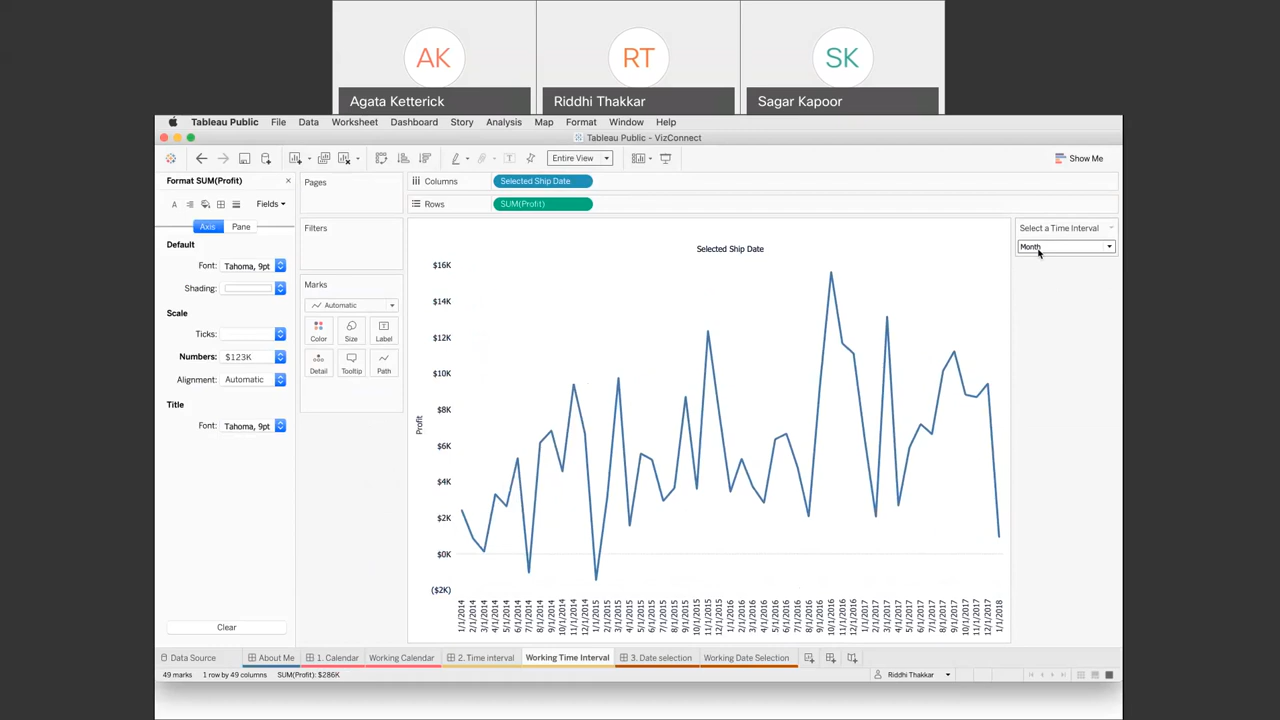 AK
RT
SK
Agata Ketterick
Riddhi Thakkar
Sagar Kapoor
Tableau Public File Data Worksheet Dashboard Story Analysis Map Format Window Help
Tableau Public - VizConnect
Entire View
Show Me
Format SUM(Profit)
Fields
Axis
Pane
Default
Font: Tahoma, 9pt
Shading:
Scale
Ticks:
Numbers: $123K
Alignment: Automatic
Title
Font: Tahoma, 9pt
Clear
Pages
Filters
Marks
Automatic
Color
Size
Label
Detail
Tooltip
Path
Columns
Selected Ship Date
Rows
SUM(Profit)
Selected Ship Date
$16K
$14K
$12K
$10K
$8K
$6K
$4K
$2K
$0K
($2K)
Profit
1/1/2014
2/1/2014
3/1/2014
4/1/2014
5/1/2014
6/1/2014
7/1/2014
8/1/2014
9/1/2014
10/1/2014
11/1/2014
12/1/2014
1/1/2015
2/1/2015
3/1/2015
4/1/2015
5/1/2015
6/1/2015
7/1/2015
8/1/2015
9/1/2015
10/1/2015
11/1/2015
12/1/2015
1/1/2016
2/1/2016
3/1/2016
4/1/2016
5/1/2016
6/1/2016
7/1/2016
8/1/2016
9/1/2016
10/1/2016
11/1/2016
12/1/2016
1/1/2017
2/1/2017
3/1/2017
4/1/2017
5/1/2017
6/1/2017
7/1/2017
8/1/2017
9/1/2017
10/1/2017
11/1/2017
12/1/2017
1/1/2018
Select a Time Interval
Month
Data Source
About Me
1. Calendar
Working Calendar
2. Time interval
Working Time Interval
3. Date selection
Working Date Selection
49 marks
1 row by 49 columns
SUM(Profit): $286K
Riddhi Thakkar